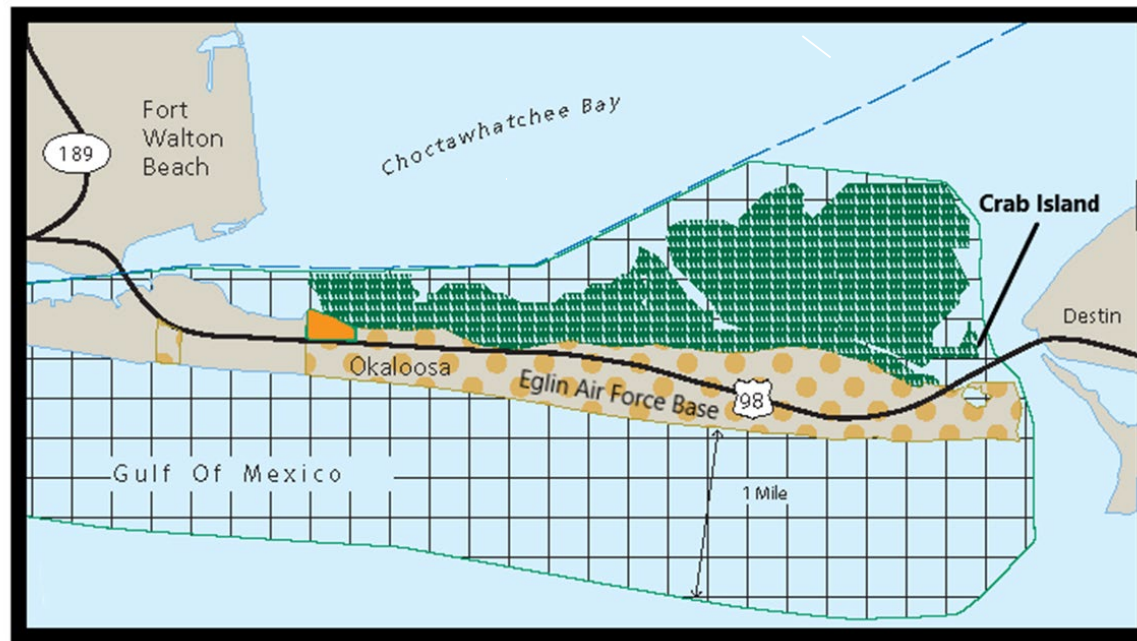 Fort
Walton
Beach
189
Choctawhatchee Bay
Crab Island
Destin
Okaloosa
Eglin Air Force Base
98
Gulf Of Mexico
1 Mile